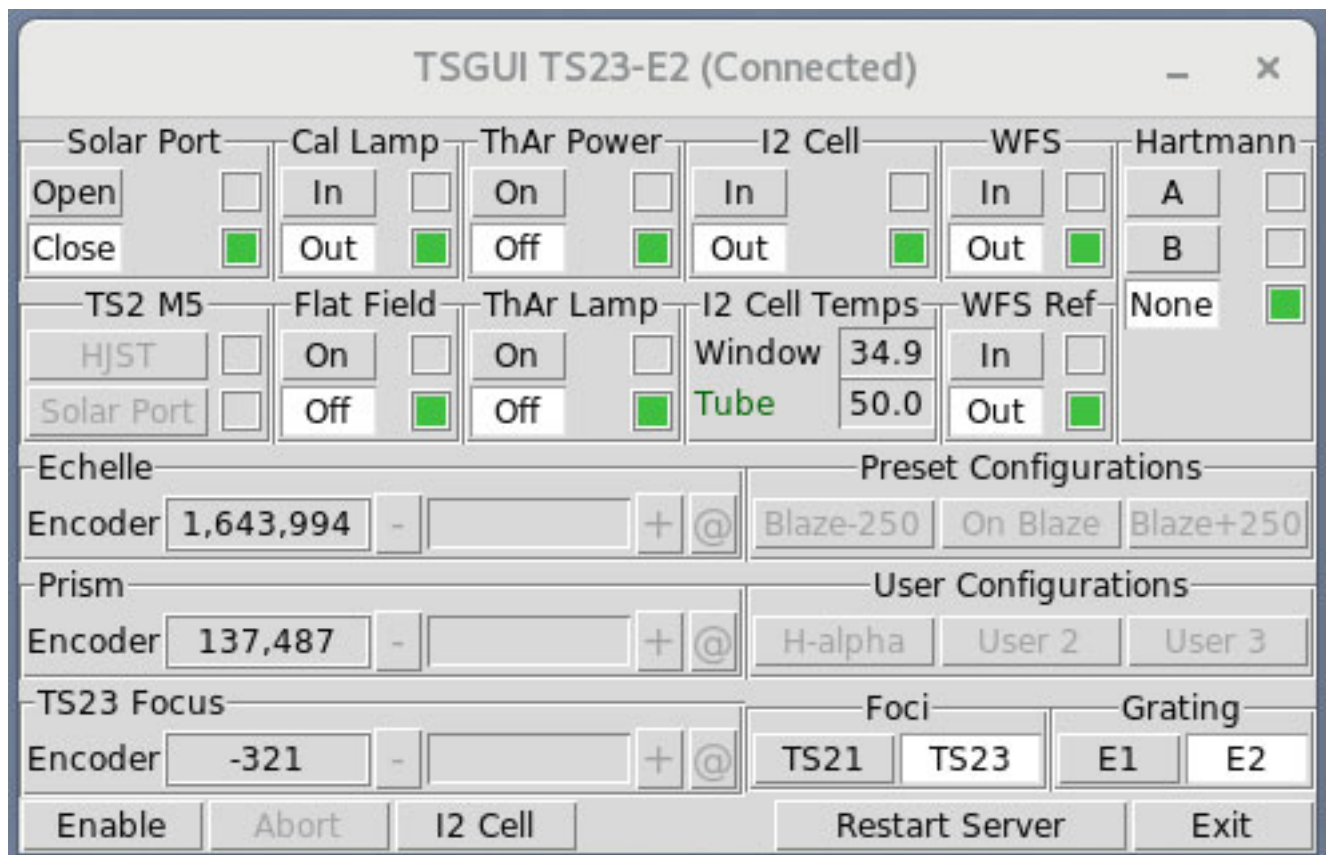 TSGUI TS23-E2 (Connected)
Solar Port Cal Lamp ThAr Power I2 Cell WFS Hartmann
Open In On In In A
Close Out Off Out Out B
TS2 M5 Flat Field ThAr Lamp I2 Cell Temps WFS Ref None
HJST On On Window 34.9 In
Solar Port Off Off Tube 50.0 Out
Echelle Preset Configurations
Encoder 1,643,994 - + @ Blaze-250 On Blaze Blaze+250
Prism User Configurations
Encoder 137,487 - + @ H-alpha User 2 User 3
TS23 Focus Foci Grating
Encoder -321 - + @ TS21 TS23 E1 E2
Enable Abort I2 Cell Restart Server Exit